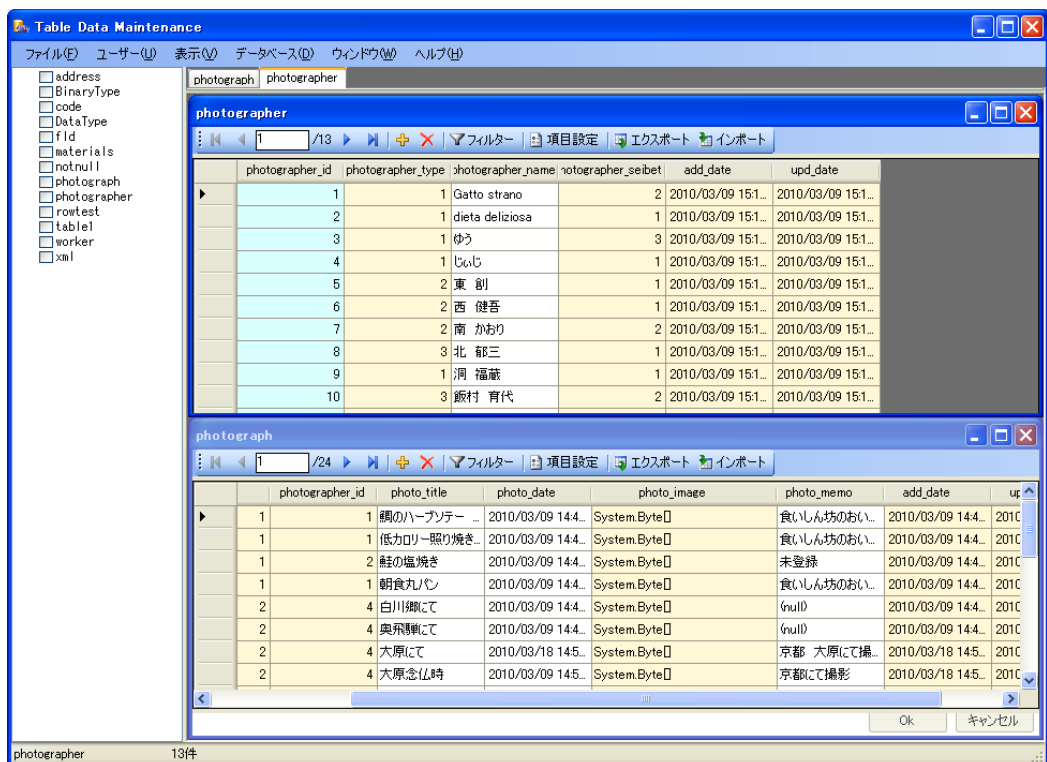 Table Data Maintenance
ファイル(F) ユーザー(U) 表示(V) データベース(D) ウィンドウ(W) ヘルプ(H)
address
BinaryType
code
DataType
fld
materials
notnull
photograph
photographer
rowtest
table1
worker
xml
photograph photographer
photographer
1 /13 フィルター 項目設定 エクスポート インポート
photographer_id photographer_type photographer_name hotographer_seibet add_date upd_date
1 1 Gatto strano 2 2010/03/09 15:1... 2010/03/09 15:1...
2 1 dieta deliziosa 1 2010/03/09 15:1... 2010/03/09 15:1...
3 1 ゆう 3 2010/03/09 15:1... 2010/03/09 15:1...
4 1 じぃじ 1 2010/03/09 15:1... 2010/03/09 15:1...
5 2 東 創 1 2010/03/09 15:1... 2010/03/09 15:1...
6 2 西 健吾 1 2010/03/09 15:1... 2010/03/09 15:1...
7 2 南 かおり 2 2010/03/09 15:1... 2010/03/09 15:1...
8 3 北 郁三 1 2010/03/09 15:1... 2010/03/09 15:1...
9 1 洞 福蔵 1 2010/03/09 15:1... 2010/03/09 15:1...
10 3 飯村 育代 2 2010/03/09 15:1... 2010/03/09 15:1...
photograph
1 /24 フィルター 項目設定 エクスポート インポート
photographer_id photo_title photo_date photo_image photo_memo add_date up
1 1 鯛のハーブソテー ... 2010/03/09 14:4... System.Byte[] 食いしん坊のおい... 2010/03/09 14:4... 2010
1 1 低カロリー照り焼き... 2010/03/09 14:4... System.Byte[] 食いしん坊のおい... 2010/03/09 14:4... 2010
1 2 鮭の塩焼き 2010/03/09 14:4... System.Byte[] 未登録 2010/03/09 14:4... 2010
1 1 朝食丸パン 2010/03/09 14:4... System.Byte[] 食いしん坊のおい... 2010/03/09 14:4... 2010
2 4 白川郷にて 2010/03/09 14:4... System.Byte[] (null) 2010/03/09 14:4... 2010
2 4 奥飛騨にて 2010/03/09 14:4... System.Byte[] (null) 2010/03/09 14:4... 2010
2 4 大原にて 2010/03/18 14:5... System.Byte[] 京都 大原にて撮... 2010/03/18 14:5... 2010
2 4 大原念仏時 2010/03/09 14:5... System.Byte[] 京都にて撮影 2010/03/18 14:5... 2010
Ok キャンセル
photographer 13件